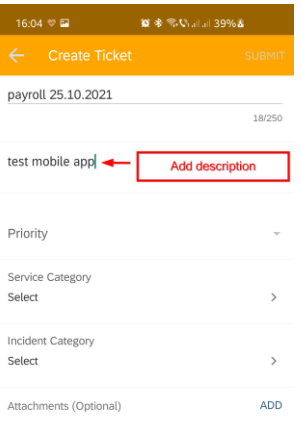 16:04 39%
Create Ticket SUBMIT
payroll 25.10.2021
18/250
test mobile app Add description
Priority
Service Category
Select
Incident Category
Select
Attachments (Optional) ADD